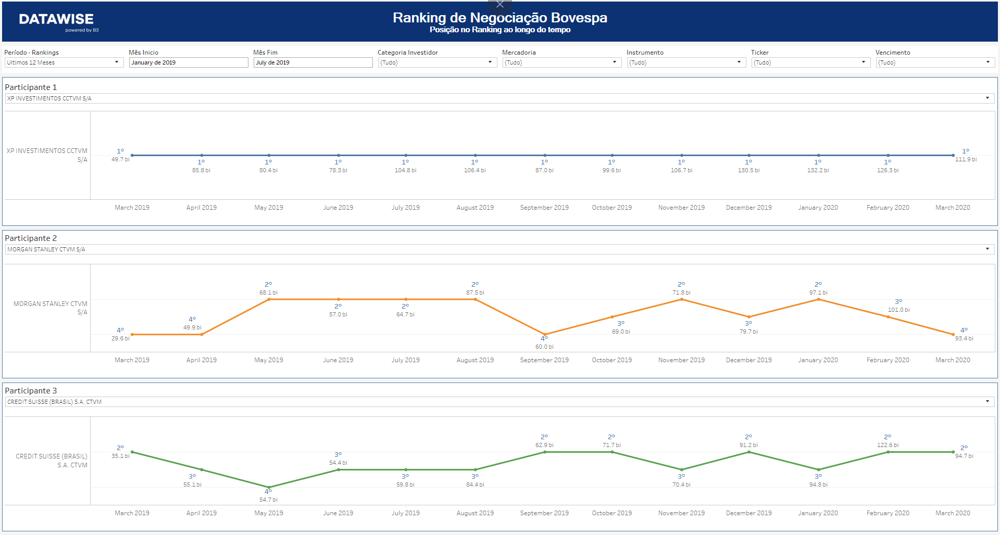 DATAWISE
powered by B3
Ranking de Negociação Bovespa
Posição no Ranking ao longo do tempo
Período - Rankings
Ultimos 12 Meses
Mês Inicio
January de 2019
Mês Fim
July de 2019
Categoria Investidor
(Tudo)
Mercadoria
(Tudo)
Instrumento
(Tudo)
Ticker
(Tudo)
Vencimento
(Tudo)
Participante 1
XP INVESTIMENTOS CCTVM S/A
XP INVESTIMENTOS CCTVM
S/A
1º
49.7 bi
1º
85.8 bi
1º
80.4 bi
1º
78.3 bi
1º
104.8 bi
1º
106.4 bi
1º
87.0 bi
1º
99.6 bi
1º
106.7 bi
1º
130.5 bi
1º
132.2 bi
1º
126.3 bi
1º
111.9 bi
March 2019 April 2019 May 2019 June 2019 July 2019 August 2019 September 2019 October 2019 November 2019 December 2019 January 2020 February 2020 March 2020
Participante 2
MORGAN STANLEY CTVM S/A
MORGAN STANLEY CTVM
S/A
4º
29.6 bi
4º
49.9 bi
2º
68.1 bi
2º
57.0 bi
2º
64.7 bi
2º
87.5 bi
4º
60.0 bi
3º
69.0 bi
2º
71.8 bi
3º
79.7 bi
2º
97.1 bi
3º
101.0 bi
4º
93.4 bi
March 2019 April 2019 May 2019 June 2019 July 2019 August 2019 September 2019 October 2019 November 2019 December 2019 January 2020 February 2020 March 2020
Participante 3
CREDIT SUISSE (BRASIL) S.A. CTVM
CREDIT SUISSE (BRASIL)
S.A. CTVM
2º
35.1 bi
3º
55.1 bi
4º
54.7 bi
3º
54.4 bi
3º
59.8 bi
3º
84.4 bi
2º
62.9 bi
2º
71.7 bi
3º
70.4 bi
2º
91.2 bi
3º
94.8 bi
2º
122.6 bi
2º
94.7 bi
March 2019 April 2019 May 2019 June 2019 July 2019 August 2019 September 2019 October 2019 November 2019 December 2019 January 2020 February 2020 March 2020